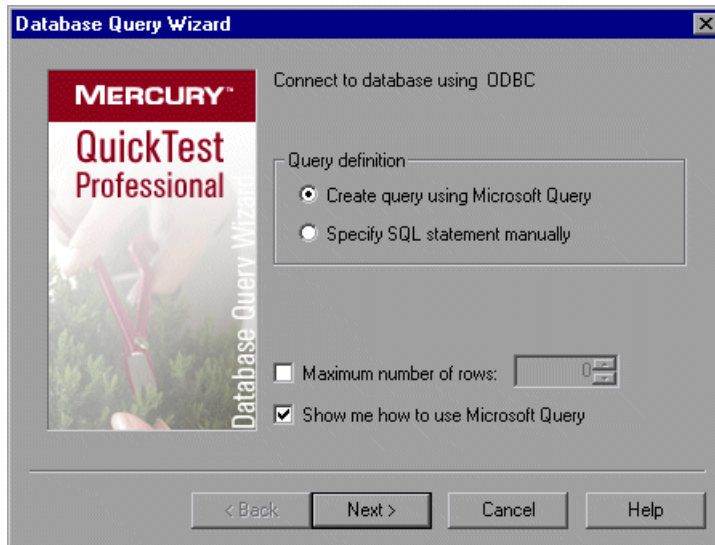 Database Query Wizard
MERCURY™
QuickTest
Professional
Database Query Wizard
Connect to database using ODBC
Query definition
Create query using Microsoft Query
Specify SQL statement manually
Maximum number of rows: 0
Show me how to use Microsoft Query
< Back Next > Cancel Help